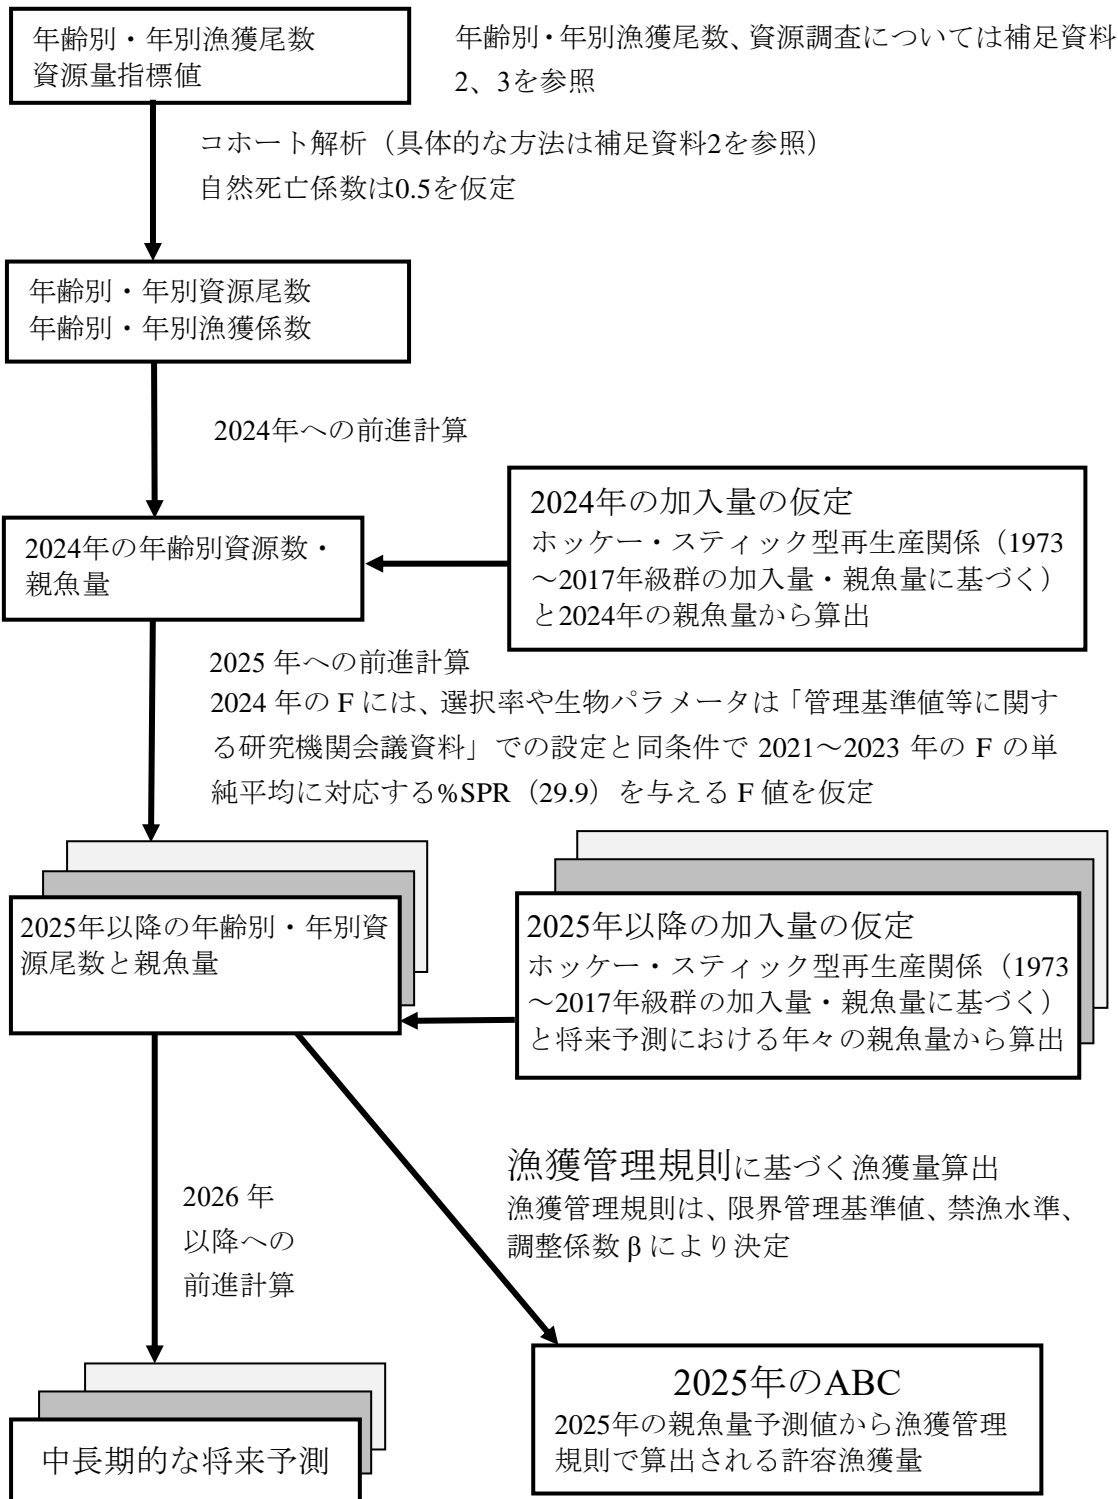 年齢別・年別漁獲尾数
資源量指標値
年齢別・年別漁獲尾数、資源調査については補足資料
2、3を参照
コホート解析（具体的な方法は補足資料2を参照）
自然死亡係数は0.5を仮定
年齢別・年別資源尾数
年齢別・年別漁獲係数
2024年への前進計算
2024年の加入量の仮定
ホッケー・スティック型再生産関係（1973
～2017年級群の加入量・親魚量に基づく）
と2024年の親魚量から算出
2024年の年齢別資源数・
親魚量
2025 年への前進計算
2024 年の F には、選択率や生物パラメータは「管理基準値等に関す
る研究機関会議資料」での設定と同条件で 2021～2023 年の F の単
純平均に対応する%SPR（29.9）を与える F 値を仮定
2025年以降の年齢別・年別資
源尾数と親魚量
2025年以降の加入量の仮定
ホッケー・スティック型再生産関係（1973
～2017年級群の加入量・親魚量に基づく）
と将来予測における年々の親魚量から算出
2026 年
以降への
前進計算
漁獲管理規則に基づく漁獲量算出
漁獲管理規則は、限界管理基準値、禁漁水準、
調整係数 β により決定
中長期的な将来予測
2025年のABC
2025年の親魚量予測値から漁獲管理
規則で算出される許容漁獲量